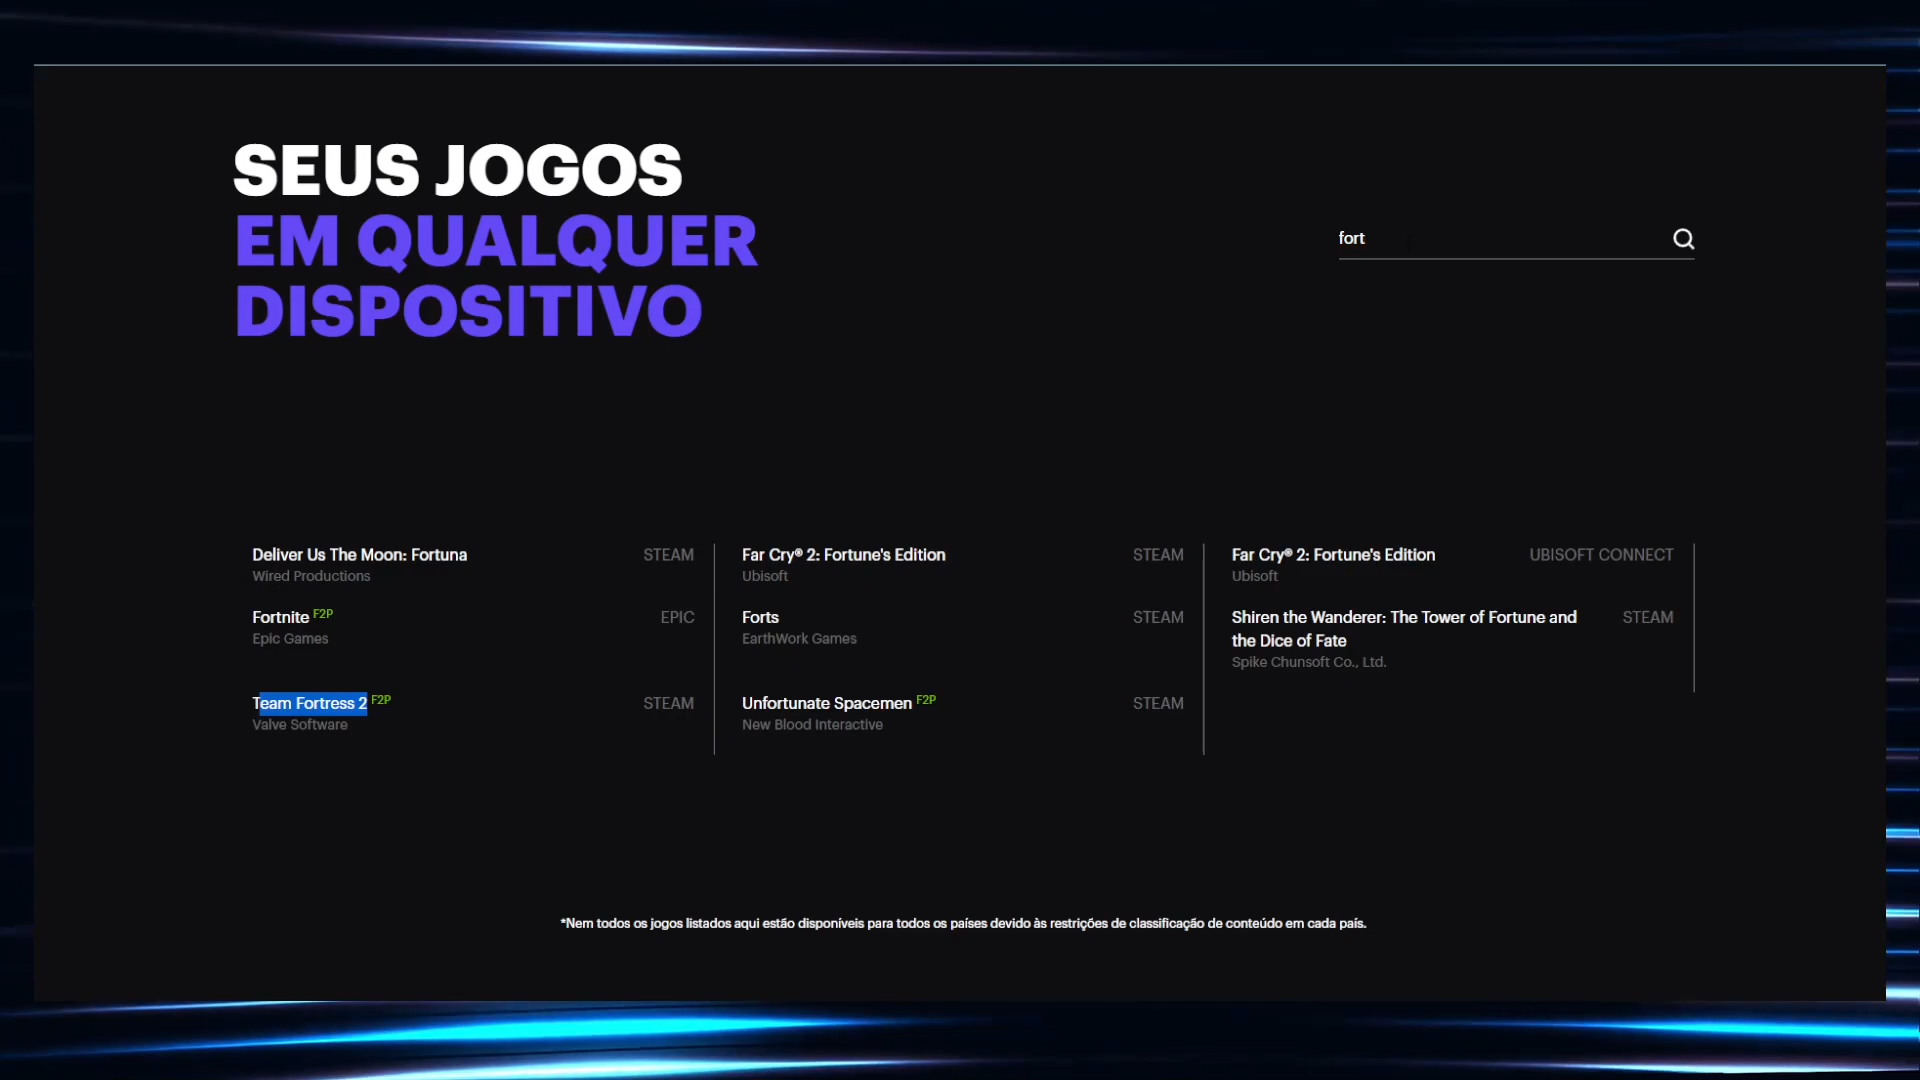 SEUS JOGOS
EM QUALQUER
DISPOSITIVO
fort
Deliver Us The Moon: Fortuna STEAM
Wired Productions
Fortnite F2P EPIC
Epic Games
Team Fortress 2 F2P STEAM
Valve Software
Far Cry® 2: Fortune's Edition STEAM
Ubisoft
Forts STEAM
EarthWork Games
Unfortunate Spacemen F2P STEAM
New Blood Interactive
Far Cry® 2: Fortune's Edition UBISOFT CONNECT
Ubisoft
Shiren the Wanderer: The Tower of Fortune and STEAM
the Dice of Fate
Spike Chunsoft Co., Ltd.
*Nem todos os jogos listados aqui estão disponíveis para todos os países devido às restrições de classificação de conteúdo em cada país.